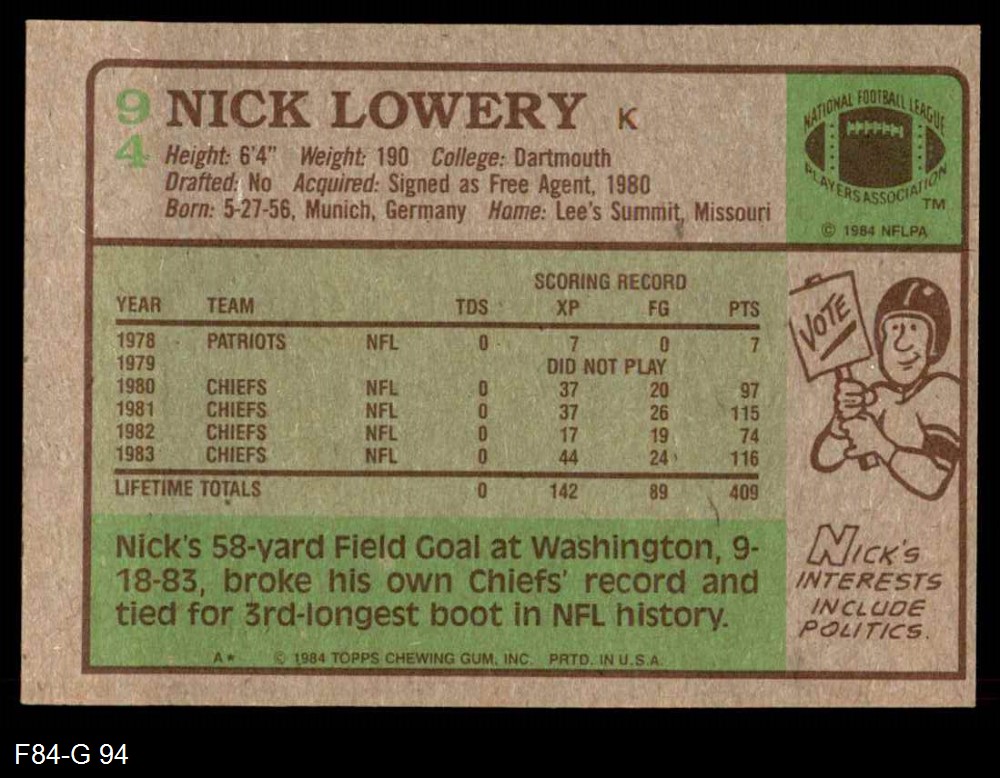 94 NICK LOWERY K
Height: 6'4" Weight: 190 College: Dartmouth
Drafted: No Acquired: Signed as Free Agent, 1980
Born: 5-27-56, Munich, Germany Home: Lee's Summit, Missouri
NATIONAL FOOTBALL LEAGUE
PLAYERS ASSOCIATION
TM
© 1984 NFLPA
SCORING RECORD
YEAR TEAM TDS XP FG PTS
1978 PATRIOTS NFL 0 7 0 7
1979 DID NOT PLAY
1980 CHIEFS NFL 0 37 20 97
1981 CHIEFS NFL 0 37 26 115
1982 CHIEFS NFL 0 17 19 74
1983 CHIEFS NFL 0 44 24 116
LIFETIME TOTALS 0 142 89 409
Nick's 58-yard Field Goal at Washington, 9-
18-83, broke his own Chiefs' record and
tied for 3rd-longest boot in NFL history.
A* © 1984 TOPPS CHEWING GUM, INC. PRTD. IN U.S.A.
VOTE
NICK'S
INTERESTS
INCLUDE
POLITICS.
F84-G 94